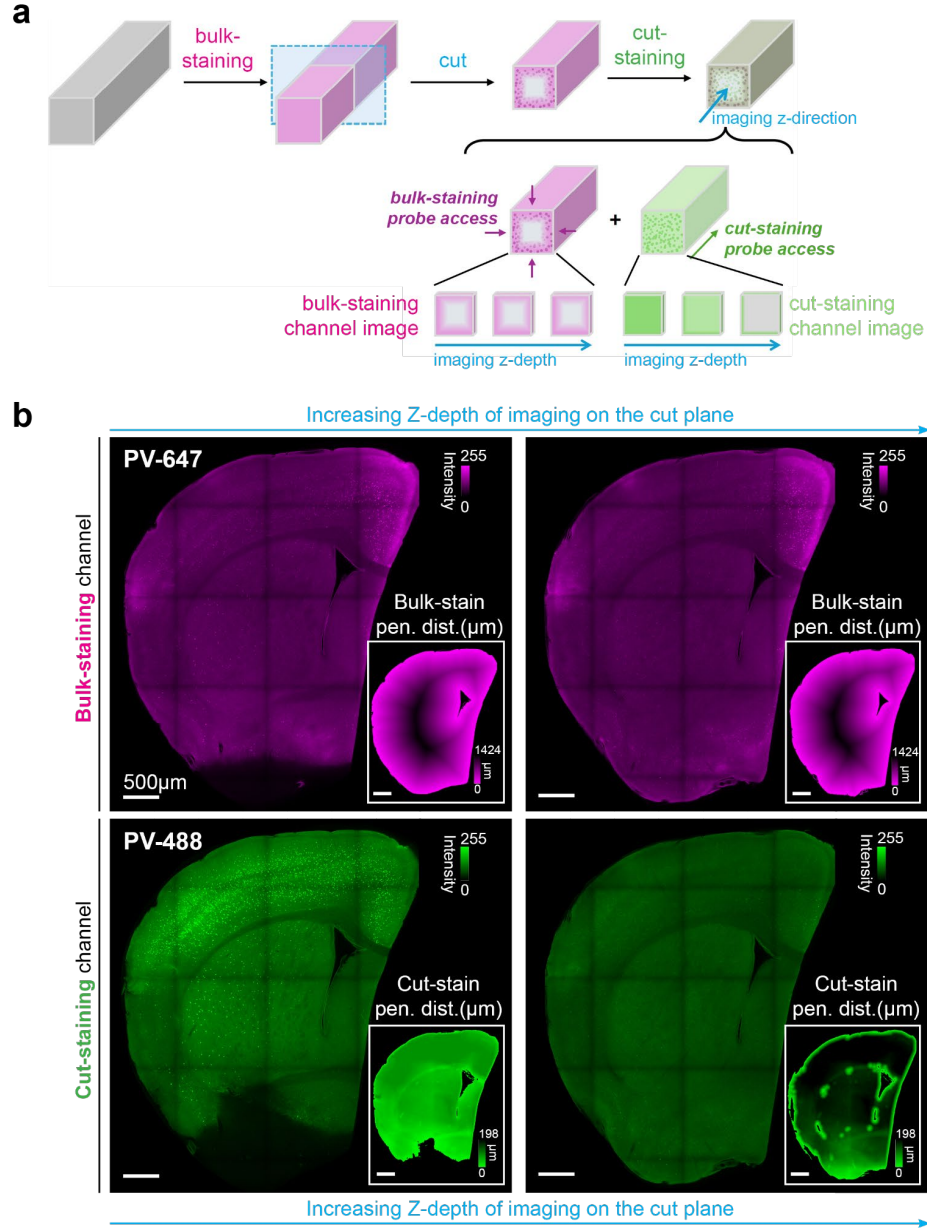 a
bulk-
staining
cut
cut-
staining
imaging z-direction
bulk-staining
probe access
+
cut-staining
probe access
bulk-staining
channel image
cut-staining
channel image
imaging z-depth
imaging z-depth
b
Increasing Z-depth of imaging on the cut plane
Bulk-staining channel
PV-647
Intensity
255
0
Bulk-stain
pen. dist.(µm)
1424
µm
0
500µm
Intensity
255
0
Bulk-stain
pen. dist.(µm)
1424
µm
0
Cut-staining channel
PV-488
Intensity
255
0
Cut-stain
pen. dist.(µm)
198
µm
0
Intensity
255
0
Cut-stain
pen. dist.(µm)
198
µm
0
Increasing Z-depth of imaging on the cut plane